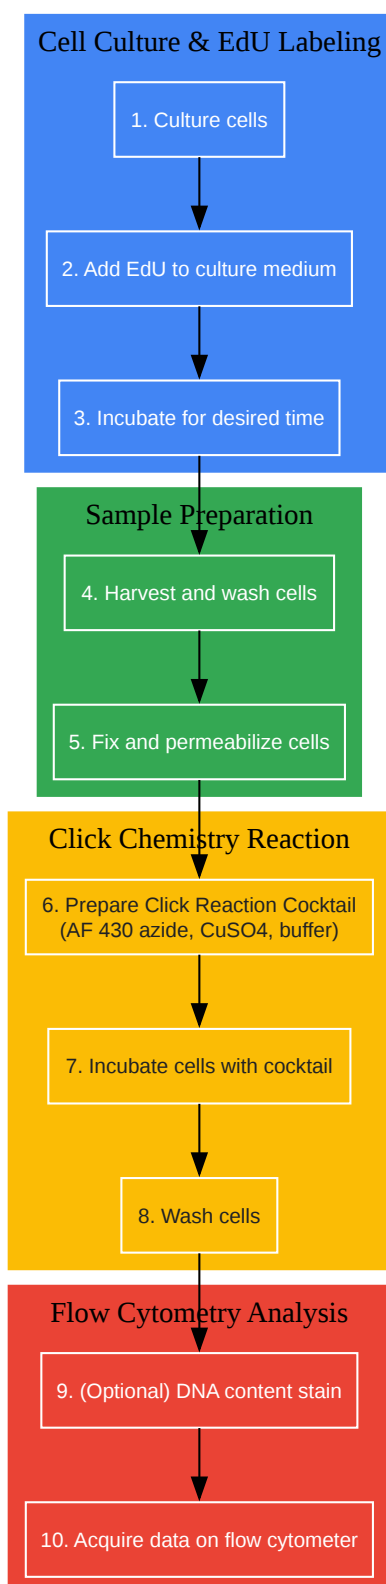 Cell Culture & EdU Labeling
1. Culture cells
2. Add EdU to culture medium
3. Incubate for desired time
Sample Preparation
4. Harvest and wash cells
5. Fix and permeabilize cells
Click Chemistry Reaction
6. Prepare Click Reaction Cocktail
(AF 430 azide, CuSO4, buffer)
7. Incubate cells with cocktail
8. Wash cells
Flow Cytometry Analysis
9. (Optional) DNA content stain
10. Acquire data on flow cytometer